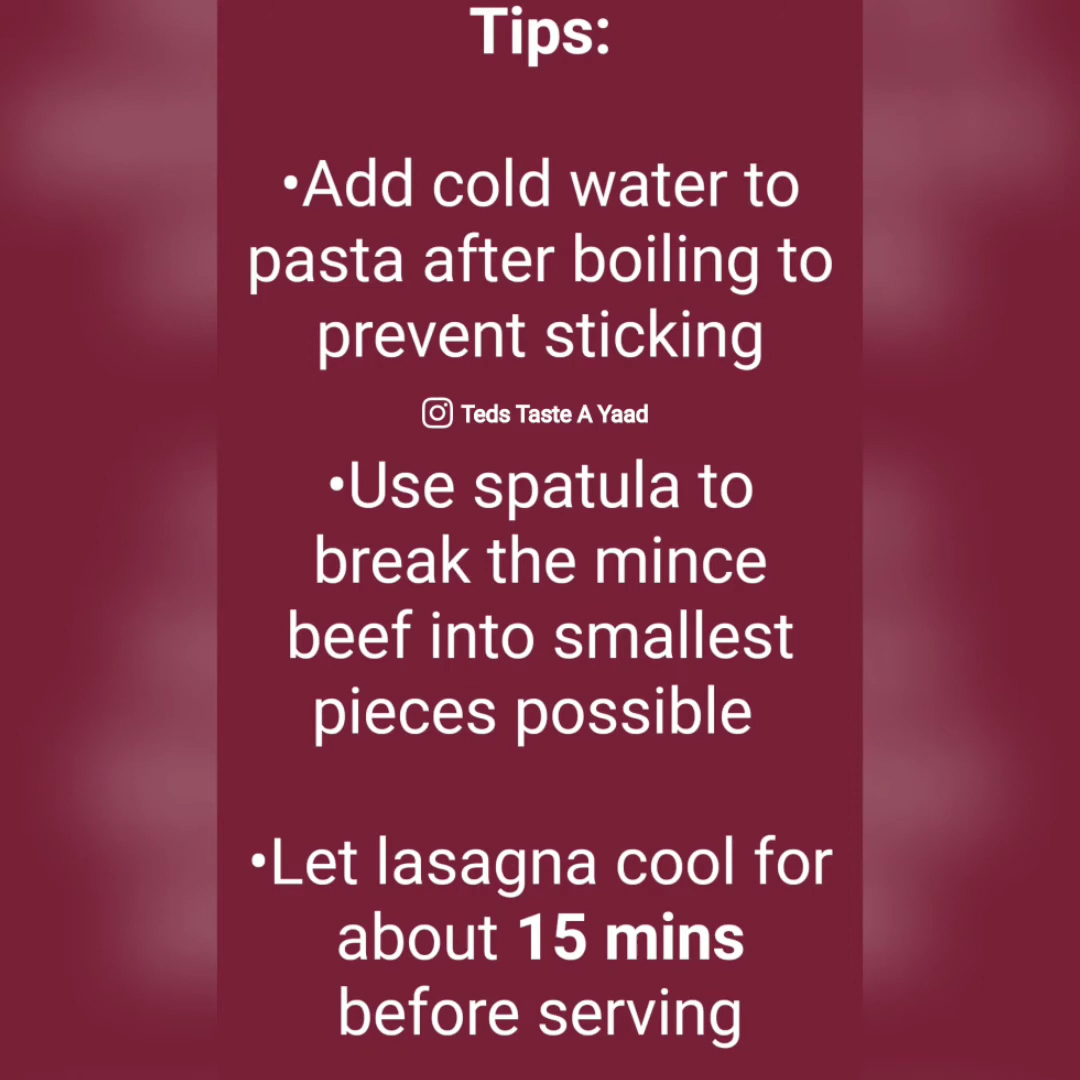 Tips:
•Add cold water to
pasta after boiling to
prevent sticking
Teds Taste A Yaad
•Use spatula to
break the mince
beef into smallest
pieces possible
•Let lasagna cool for
about 15 mins
before serving